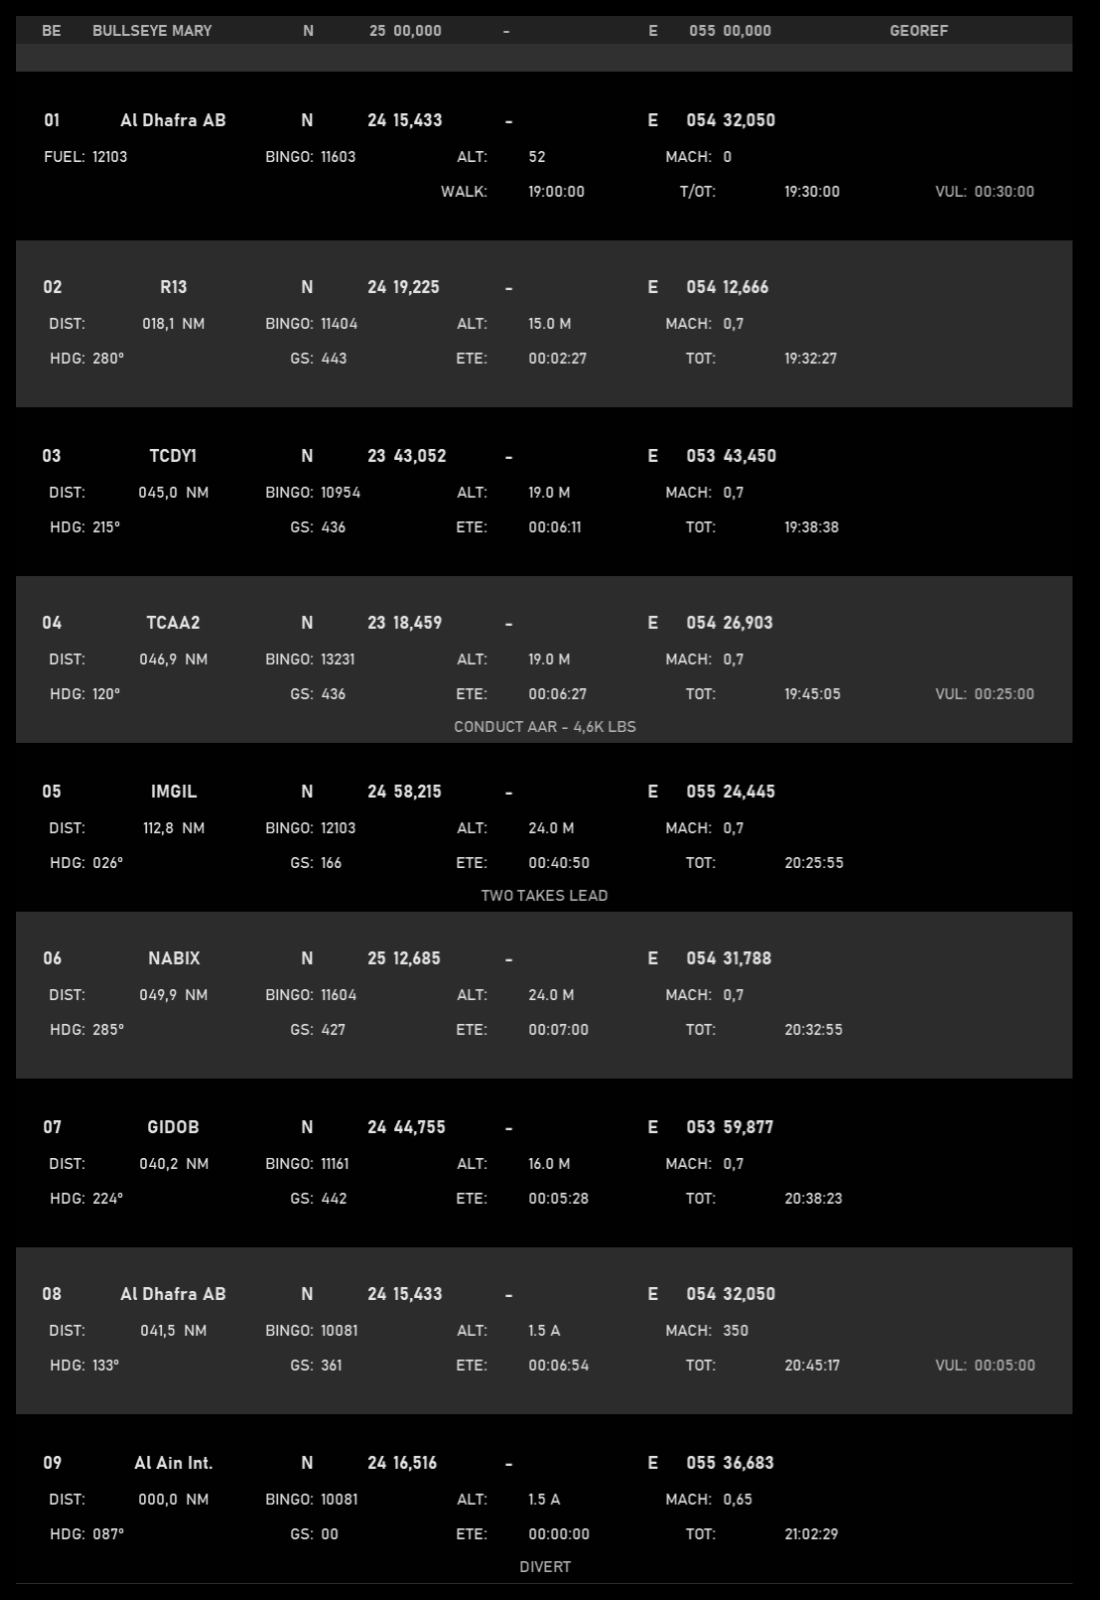 BE BULLSEYE MARY N 25 00,000 - E 055 00,000 GEOREF
01 Al Dhafra AB N 24 15,433 - E 054 32,050
FUEL: 12103 BINGO: 11603 ALT: 52 MACH: 0
WALK: 19:00:00 T/OT: 19:30:00 VUL: 00:30:00
02 R13 N 24 19,225 - E 054 12,666
DIST: 018,1 NM BINGO: 11404 ALT: 15.0 M MACH: 0,7
HDG: 280° GS: 443 ETE: 00:02:27 TOT: 19:32:27
03 TCDY1 N 23 43,052 - E 053 43,450
DIST: 045,0 NM BINGO: 10954 ALT: 19.0 M MACH: 0,7
HDG: 215° GS: 436 ETE: 00:06:11 TOT: 19:38:38
04 TCAA2 N 23 18,459 - E 054 26,903
DIST: 046,9 NM BINGO: 13231 ALT: 19.0 M MACH: 0,7
HDG: 120° GS: 436 ETE: 00:06:27 TOT: 19:45:05 VUL: 00:25:00
CONDUCT AAR - 4,6K LBS
05 IMGIL N 24 58,215 - E 055 24,445
DIST: 112,8 NM BINGO: 12103 ALT: 24.0 M MACH: 0,7
HDG: 026° GS: 166 ETE: 00:40:50 TOT: 20:25:55
TWO TAKES LEAD
06 NABIX N 25 12,685 - E 054 31,788
DIST: 049,9 NM BINGO: 11604 ALT: 24.0 M MACH: 0,7
HDG: 285° GS: 427 ETE: 00:07:00 TOT: 20:32:55
07 GIDOB N 24 44,755 - E 053 59,877
DIST: 040,2 NM BINGO: 11161 ALT: 16.0 M MACH: 0,7
HDG: 224° GS: 442 ETE: 00:05:28 TOT: 20:38:23
08 Al Dhafra AB N 24 15,433 - E 054 32,050
DIST: 041,5 NM BINGO: 10081 ALT: 1.5 A MACH: 350
HDG: 133° GS: 361 ETE: 00:06:54 TOT: 20:45:17 VUL: 00:05:00
09 Al Ain Int. N 24 16,516 - E 055 36,683
DIST: 000,0 NM BINGO: 10081 ALT: 1.5 A MACH: 0,65
HDG: 087° GS: 00 ETE: 00:00:00 TOT: 21:02:29
DIVERT